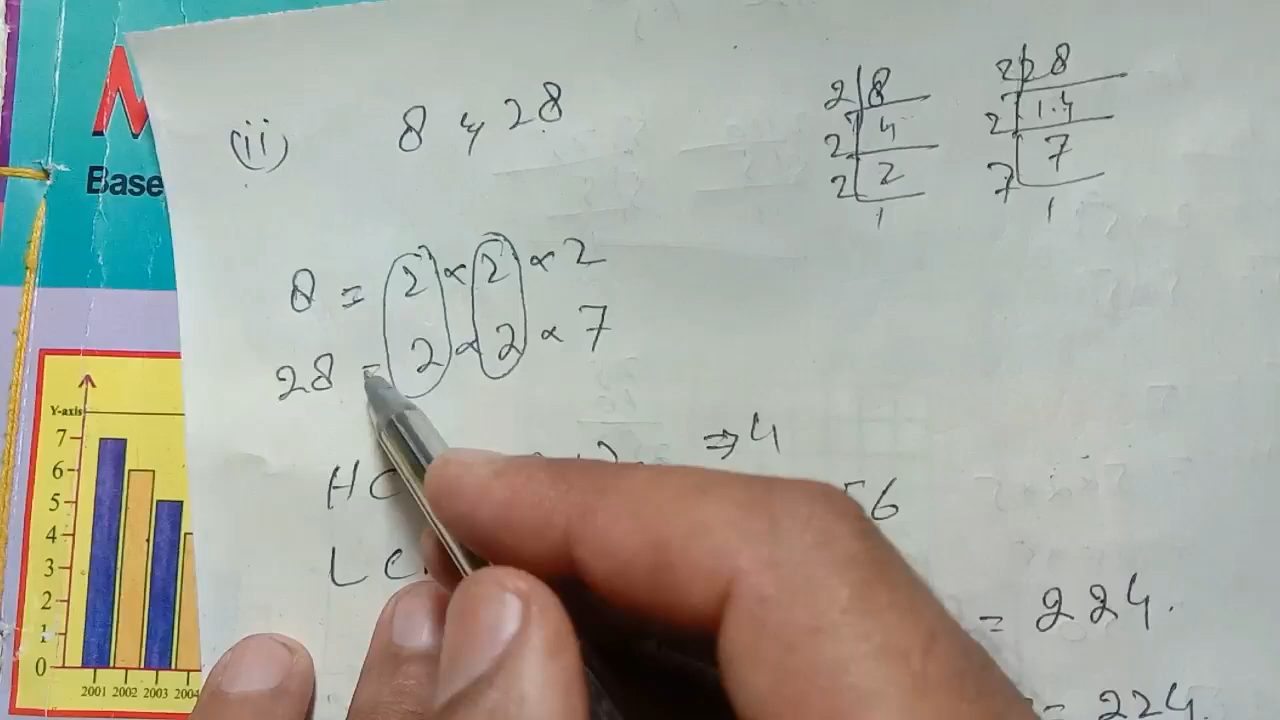 M
Base
(ii) 8 , 28
2 8
2 4
2 2
1
2 28
2 14
7 7
1
8 = 2 × 2 × 2
28 = 2 × 2 × 7
⇒ 4
56
= 224.
= 224.
Y-axis
7
6
5
4
3
2
1
0
2001 2002 2003 2004